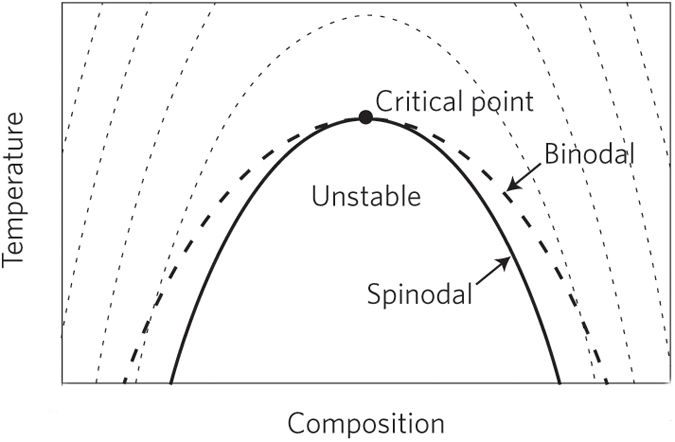 Critical point
Binodal
Unstable
Spinodal
Temperature
Composition